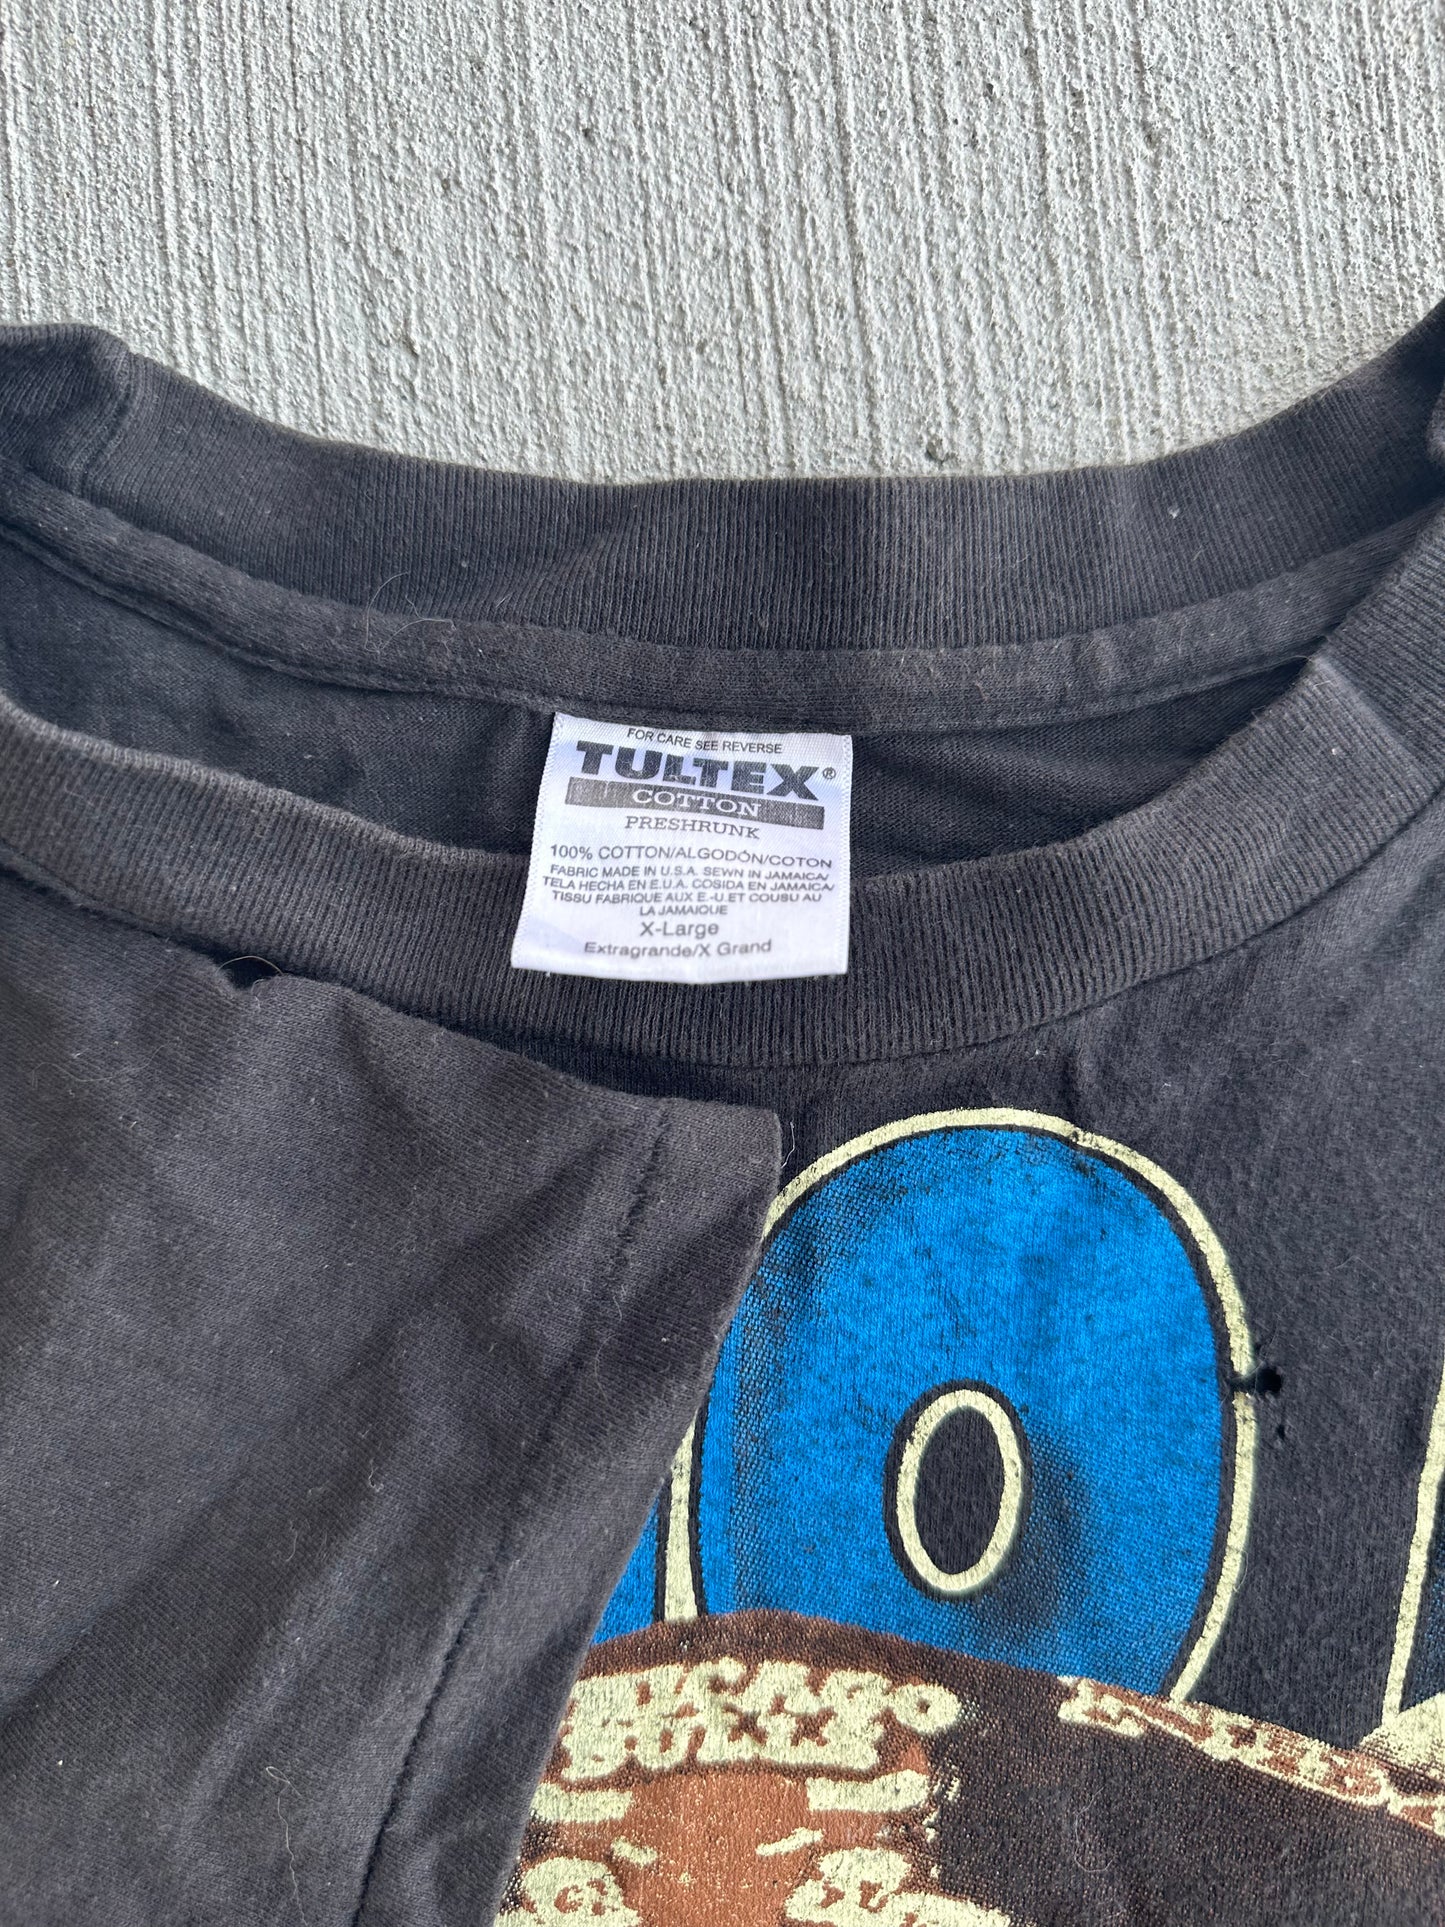 FOR CARE SEE REVERSE
TULTEX®
COTTON
PRESHRUNK
100% COTTON/ALGODÓN/COTON
FABRIC MADE IN U.S.A. SEWN IN JAMAICA/
TELA HECHA EN E.U.A. COSIDA EN JAMAICA/
TISSU FABRIQUE AUX E.-U.ET COUSU AU
LA JAMAIQUE
X-Large
Extragrande/X Grand
O